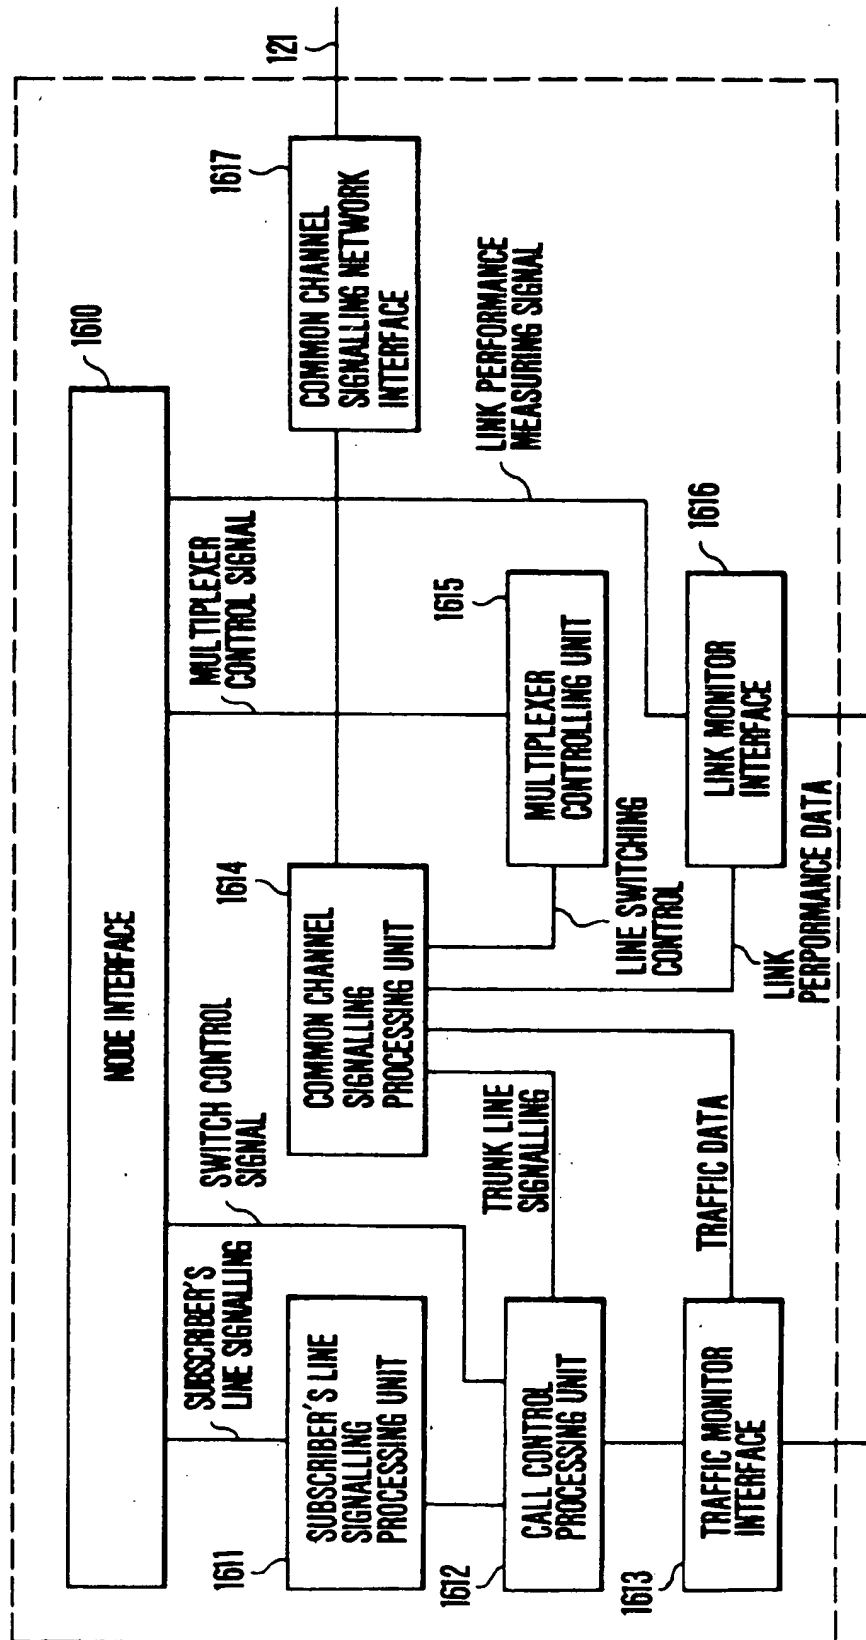 1610
NODE INTERFACE
SUBSCRIBER'S
LINE SIGNALLING
SWITCH CONTROL
SIGNAL
MULTIPLEXER
CONTROL SIGNAL
LINK PERFORMANCE
MEASURING SIGNAL
1611
SUBSCRIBER'S LINE
SIGNALLING
PROCESSING UNIT
1614
COMMON CHANNEL
SIGNALLING
PROCESSING UNIT
1617
COMMON CHANNEL
SIGNALLING NETWORK
INTERFACE
121
1612
CALL CONTROL
PROCESSING UNIT
TRUNK LINE
SIGNALLING
LINE SWITCHING
CONTROL
1615
MULTIPLEXER
CONTROLLING UNIT
1613
TRAFFIC MONITOR
INTERFACE
TRAFFIC DATA
LINK
PERPORMANCE DATA
1616
LINK MONITOR
INTERFACE